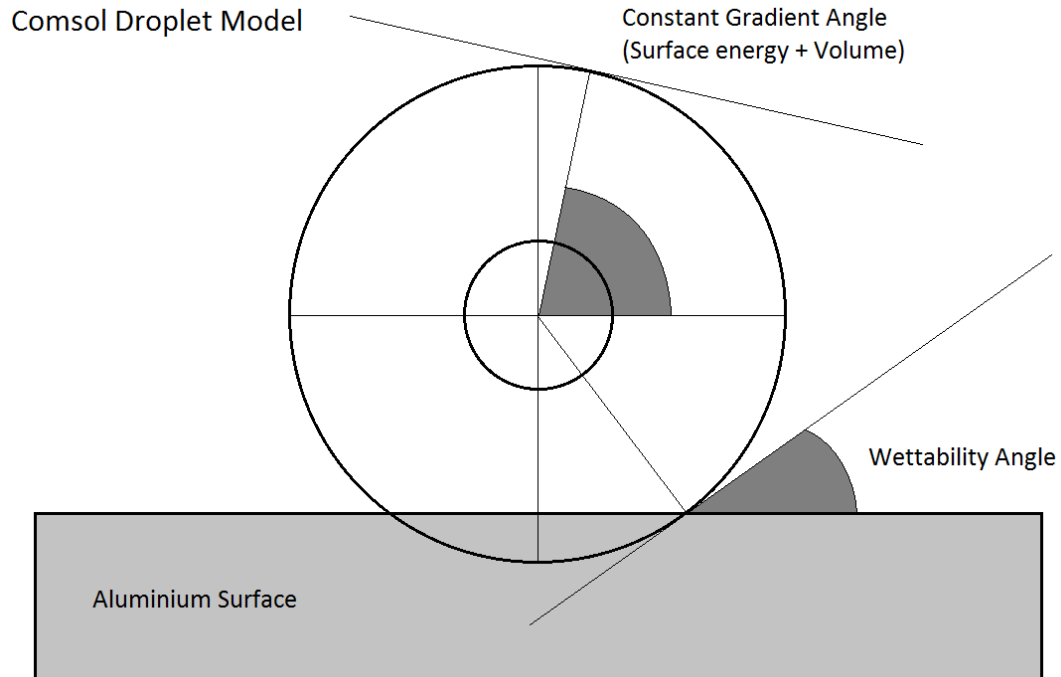 Comsol Droplet Model
Constant Gradient Angle
(Surface energy + Volume)
Wettability Angle
Aluminium Surface